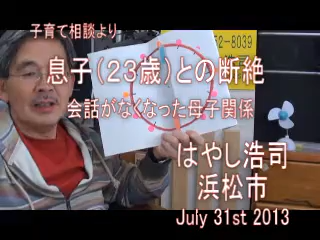 子育て相談より
52-8039
息子(23歳)との断絶
会話がなくなった母子関係
はやし浩司
浜松市
July 31st 2013